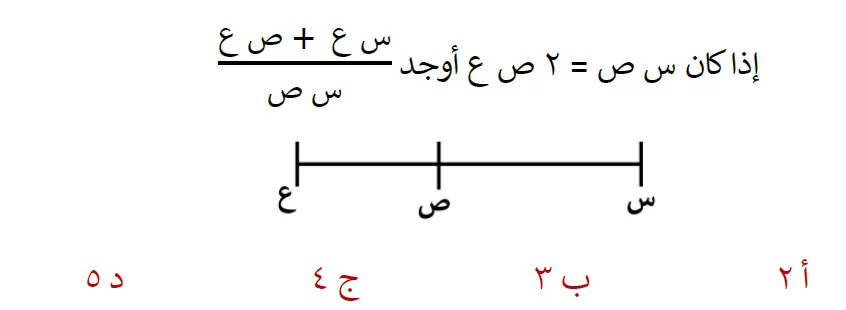 إذا كان س ص = ٢ ص ع أوجد س ع + ص ع / س ص
س ص ع
أ ٢ ب ٣ ج ٤ د ٥